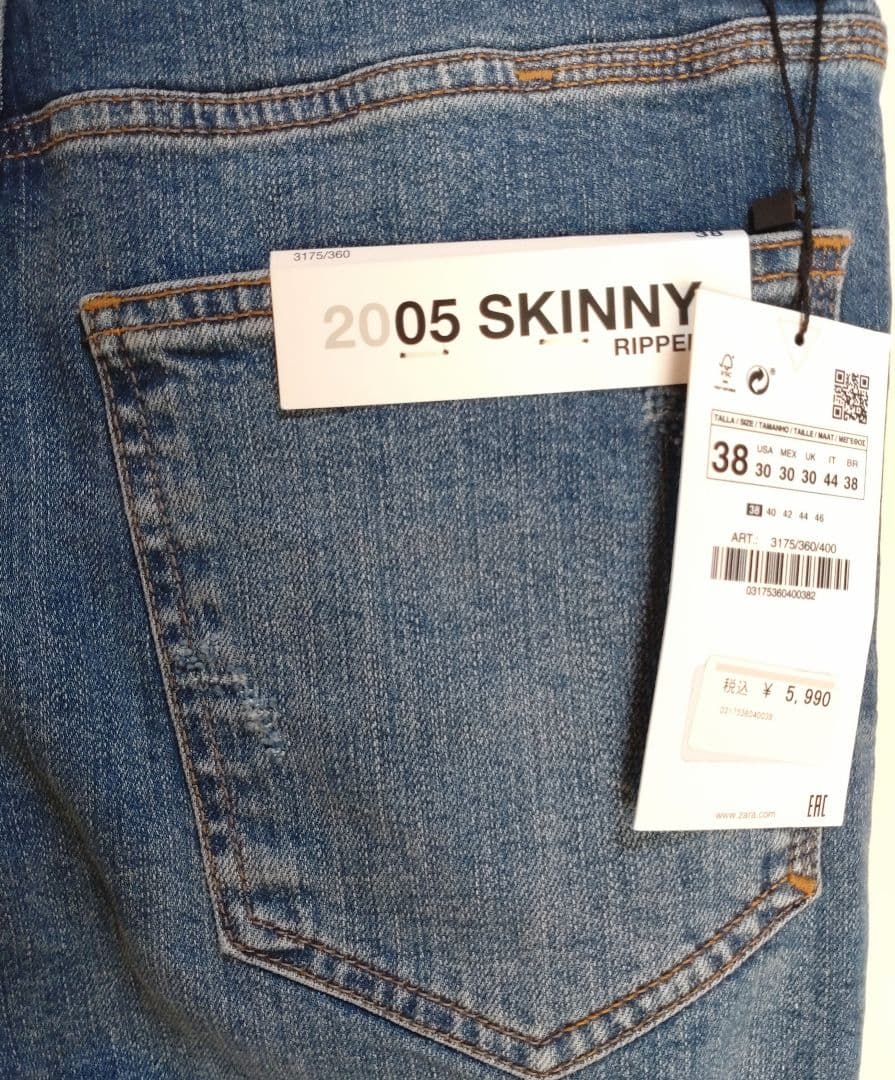 3175/360
38
2005 SKINNY
RIPPE
TALLA / SIZE / TAMANHO / TAILLE / MAAT / ΜΕΓΕΘΟΣ
38 USA 30 MEX 30 UK 30 IT 44 BR 38
38 40 42 44 46
ART.: 3175/360/400
03175360400382
税込 ¥ 5,990
www.zara.com
EAC